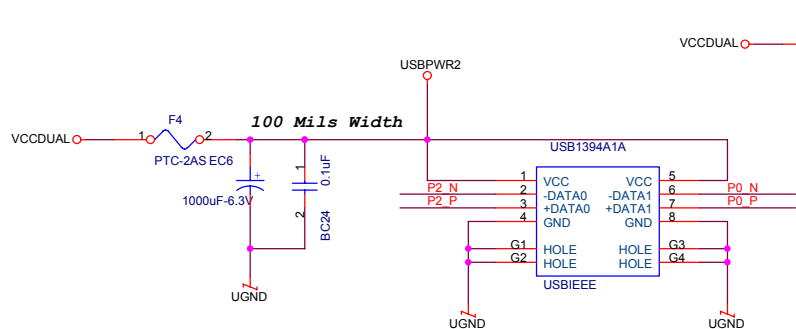 VCCDUAL
USBPWR2
F4
100 Mils Width
VCCDUAL
1
2
USB1394A1A
PTC-2AS
EC6
+
1
0.1uF
1000uF-6.3V
2
BC24
1
VCC
VCC
5
P2_N
2
-DATA0
-DATA1
6
P0_N
P2_P
3
+DATA0
+DATA1
7
P0_P
4
GND
GND
8
G1
HOLE
HOLE
G3
G2
HOLE
HOLE
G4
USBIEEE
UGND
UGND
UGND